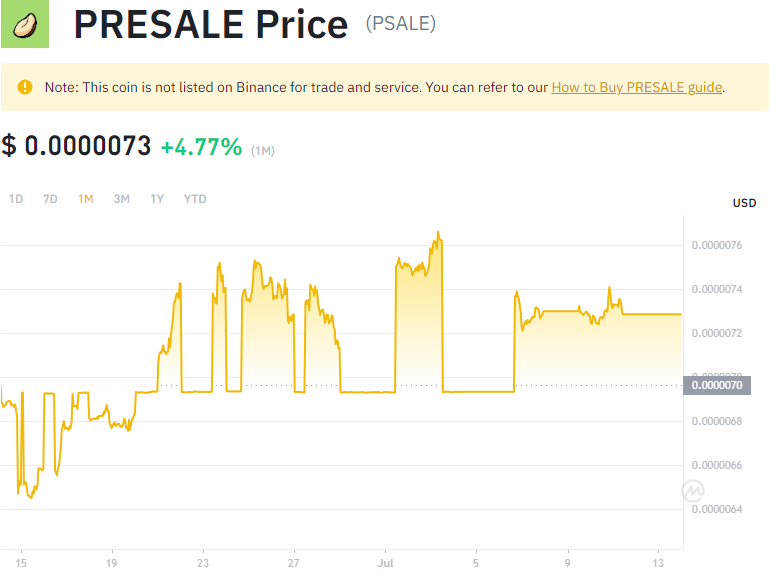 PRESALE Price (PSALE)
Note: This coin is not listed on Binance for trade and service. You can refer to our How to Buy PRESALE guide.
$ 0.0000073 +4.77% (1M)
1D 7D 1M 3M 1Y YTD
USD
0.0000076
0.0000074
0.0000072
0.0000070
0.0000070
0.0000068
0.0000066
0.0000064
15 19 23 27 Jul 5 9 13